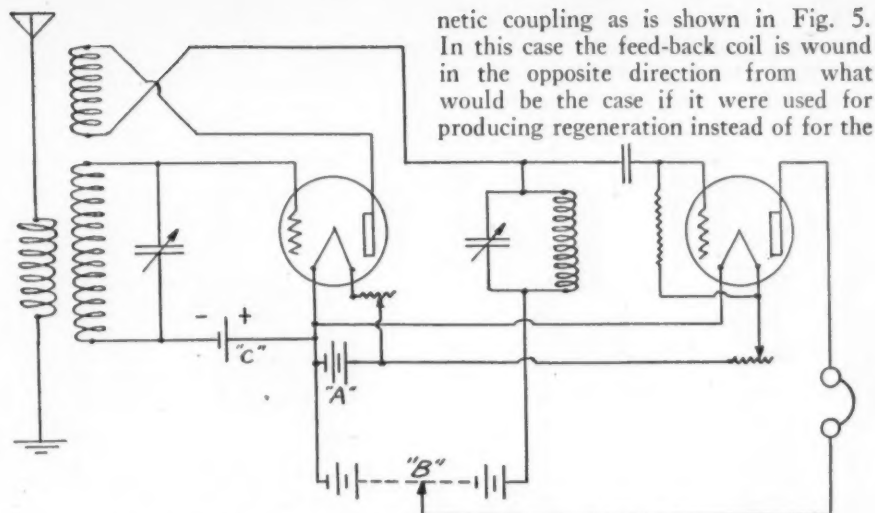 netic coupling as is shown in Fig. 5.
In this case the feed-back coil is wound
in the opposite direction from what
would be the case if it were used for
producing regeneration instead of for the
- +
"C"
"A"
"B"